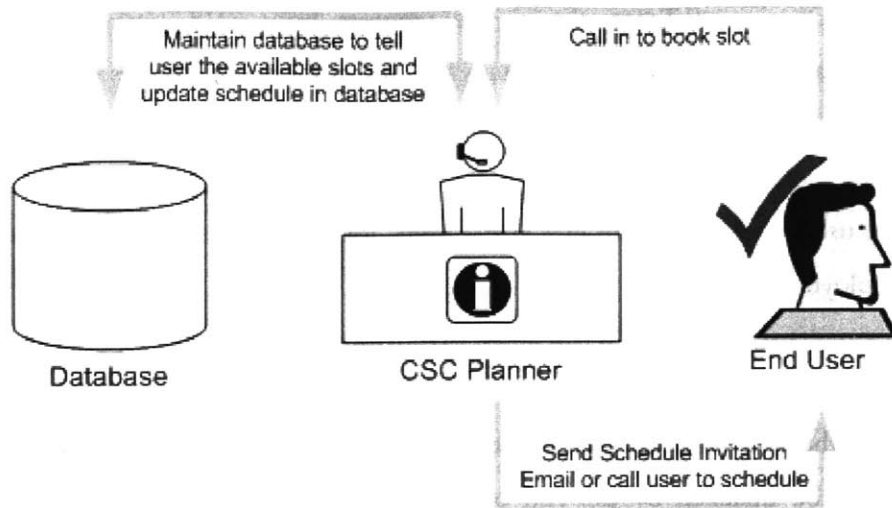 Maintain database to tell
user the available slots and
update schedule in database
Call in to book slot
Database
CSC Planner
End User
Send Schedule Invitation
Email or call user to schedule